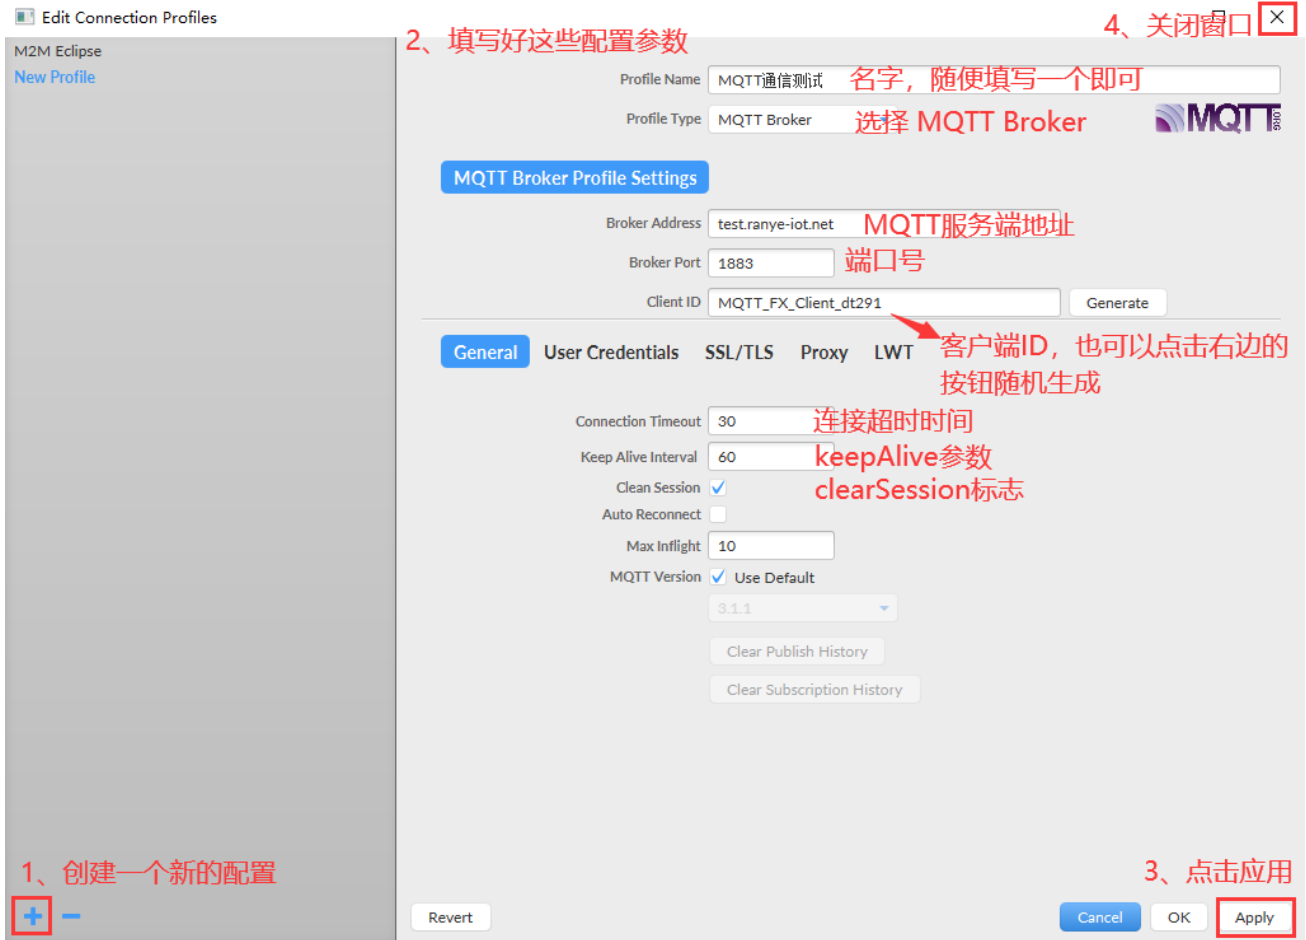 Edit Connection Profiles
4、关闭窗口
M2M Eclipse
New Profile
2、填写好这些配置参数
Profile Name MQTT通信测试 名字，随便填写一个即可
Profile Type MQTT Broker 选择 MQTT Broker
MQTT.ORG
MQTT Broker Profile Settings
Broker Address test.ranye-iot.net MQTT服务端地址
Broker Port 1883 端口号
Client ID MQTT_FX_Client_dt291 Generate
General User Credentials SSL/TLS Proxy LWT
客户端ID，也可以点击右边的
按钮随机生成
Connection Timeout 30 连接超时时间
Keep Alive Interval 60 keepAlive参数
Clean Session clearSession标志
Auto Reconnect
Max Inflight 10
MQTT Version Use Default
3.1.1
Clear Publish History
Clear Subscription History
1、创建一个新的配置
3、点击应用
Revert Cancel OK Apply